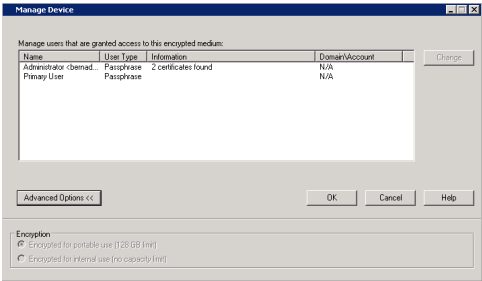 Manage Device
Manage users that are granted access to this encrypted medium:
Name User Type Information Domain\Account
Administrator <bernad... Passphrase 2 certificates found N/A
Primary User Passphrase N/A
Change
Advanced Options << OK Cancel Help
Encryption
Encrypted for portable use (128 GB limit)
Encrypted for internal use (no capacity limit)